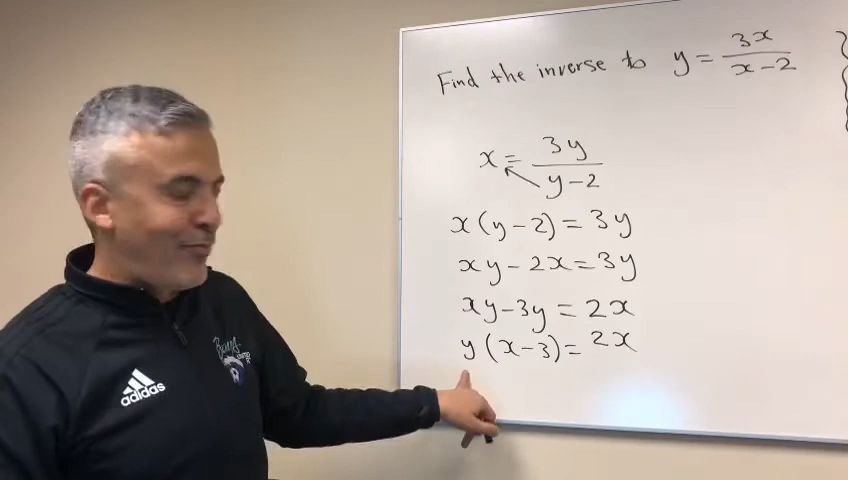 Find the inverse to y = 3x / x-2
x = 3y / y-2
x(y-2) = 3y
xy-2x = 3y
xy-3y = 2x
y(x-3) = 2x
adidas